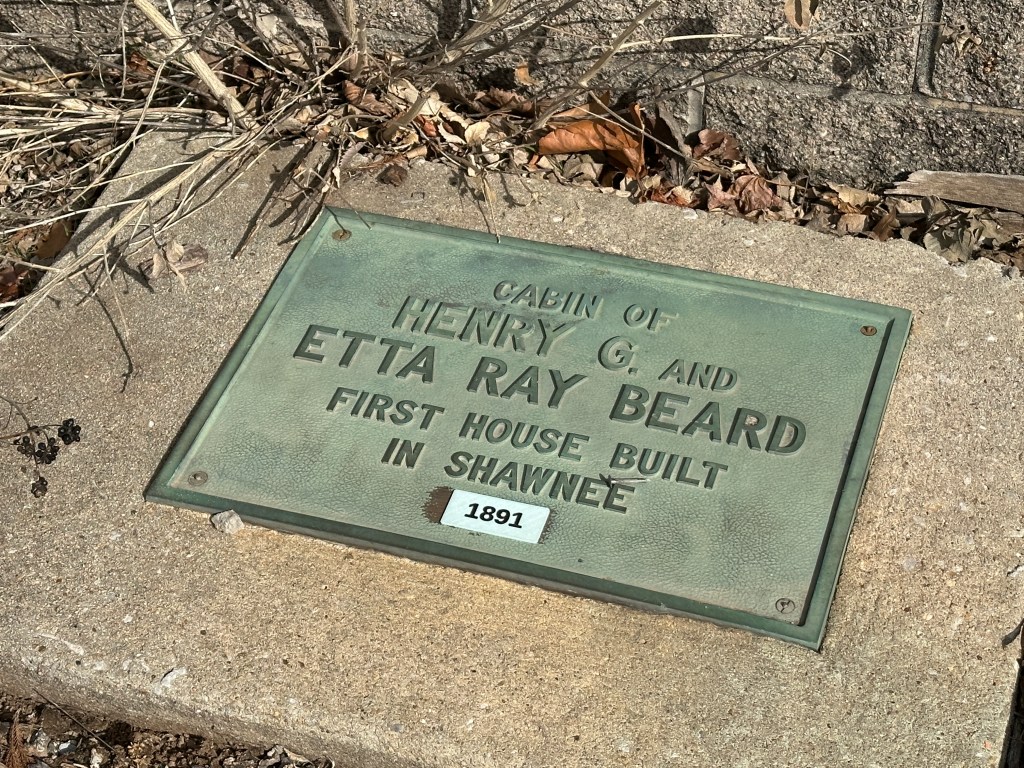 CABIN OF
HENRY G. AND
ETTA RAY BEARD
FIRST HOUSE BUILT
IN SHAWNEE
1891